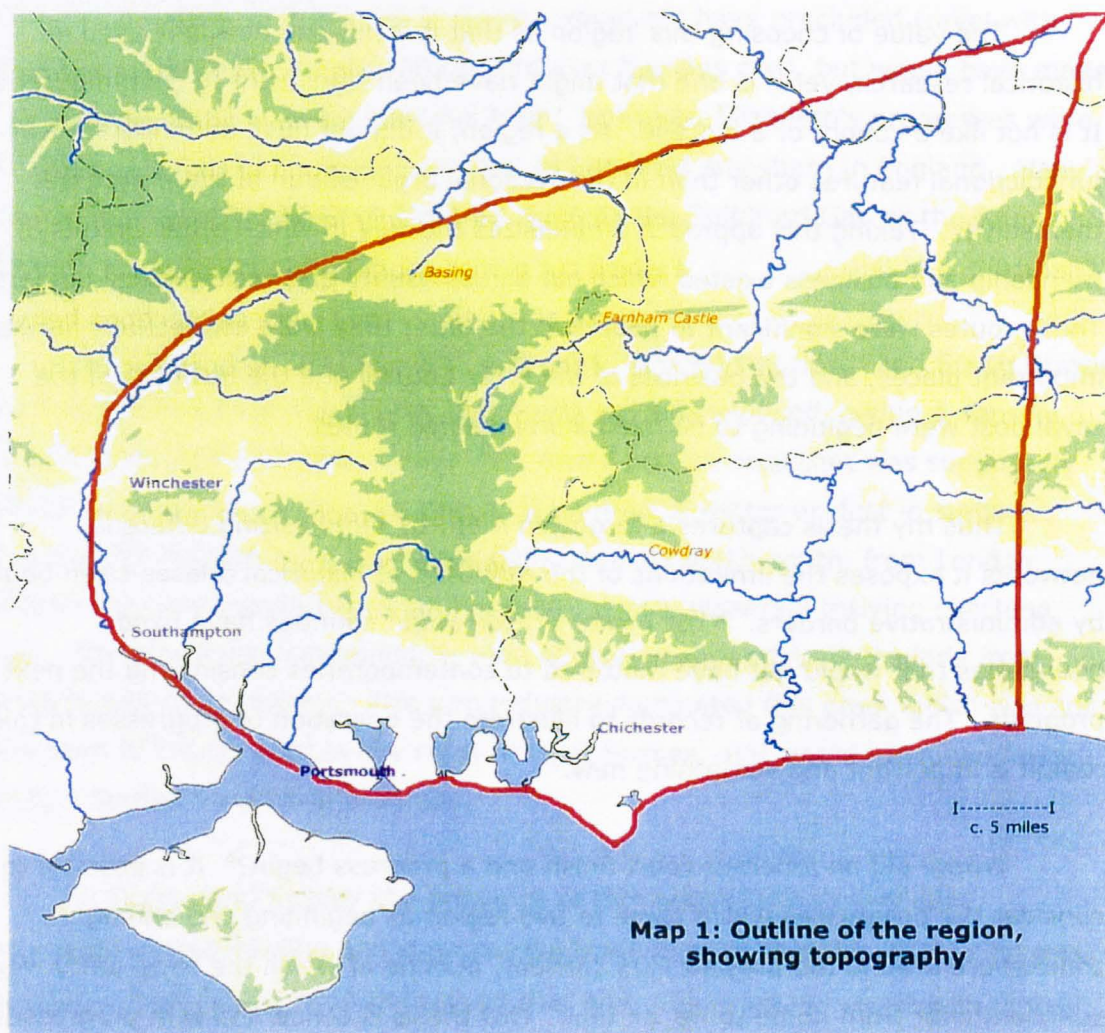 Basing
Farnham Castle
Winchester
Cowdray
Southampton
Chichester
Portsmouth
c. 5 miles
Map 1: Outline of the region,
showing topography